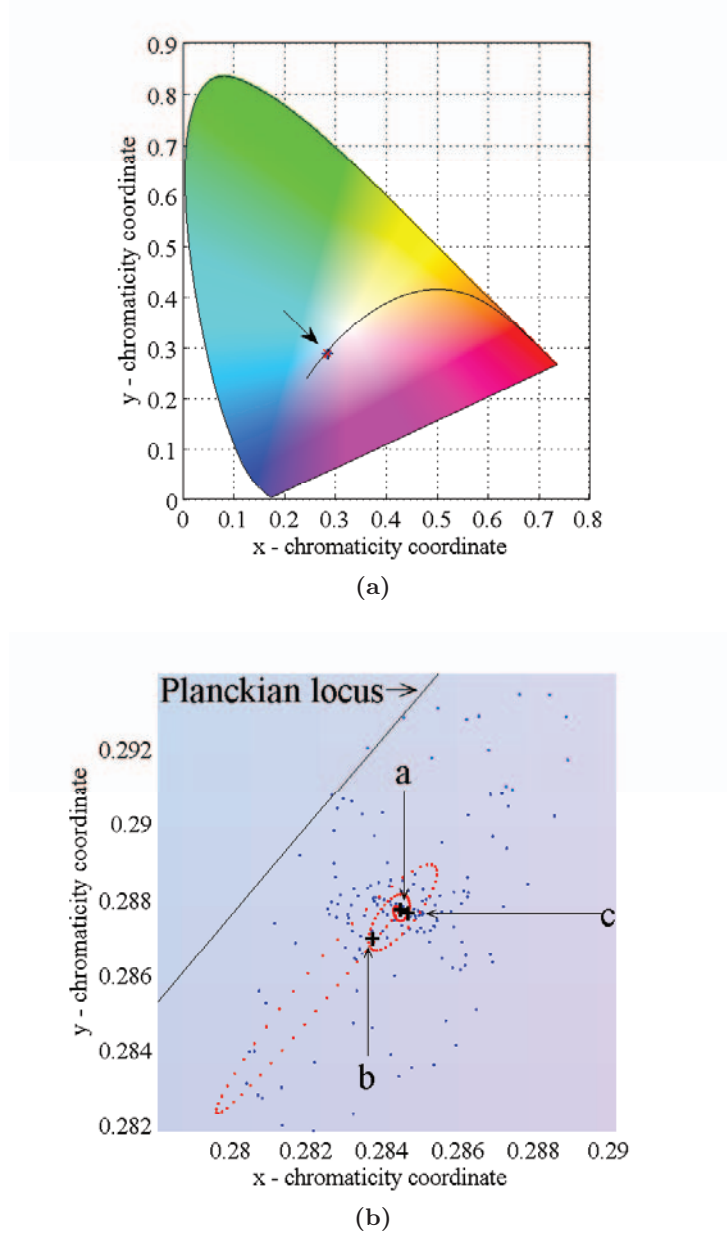 0.9
0.8
0.7
0.6
0.5
0.4
0.3
0.2
0.1
0
y - chromaticity coordinate
0 0.1 0.2 0.3 0.4 0.5 0.6 0.7 0.8
x - chromaticity coordinate
(a)
Planckian locus
a
0.292
0.29
0.288
0.286
0.284
0.282
y - chromaticity coordinate
c
b
0.28 0.282 0.284 0.286 0.288 0.29
x - chromaticity coordinate
(b)